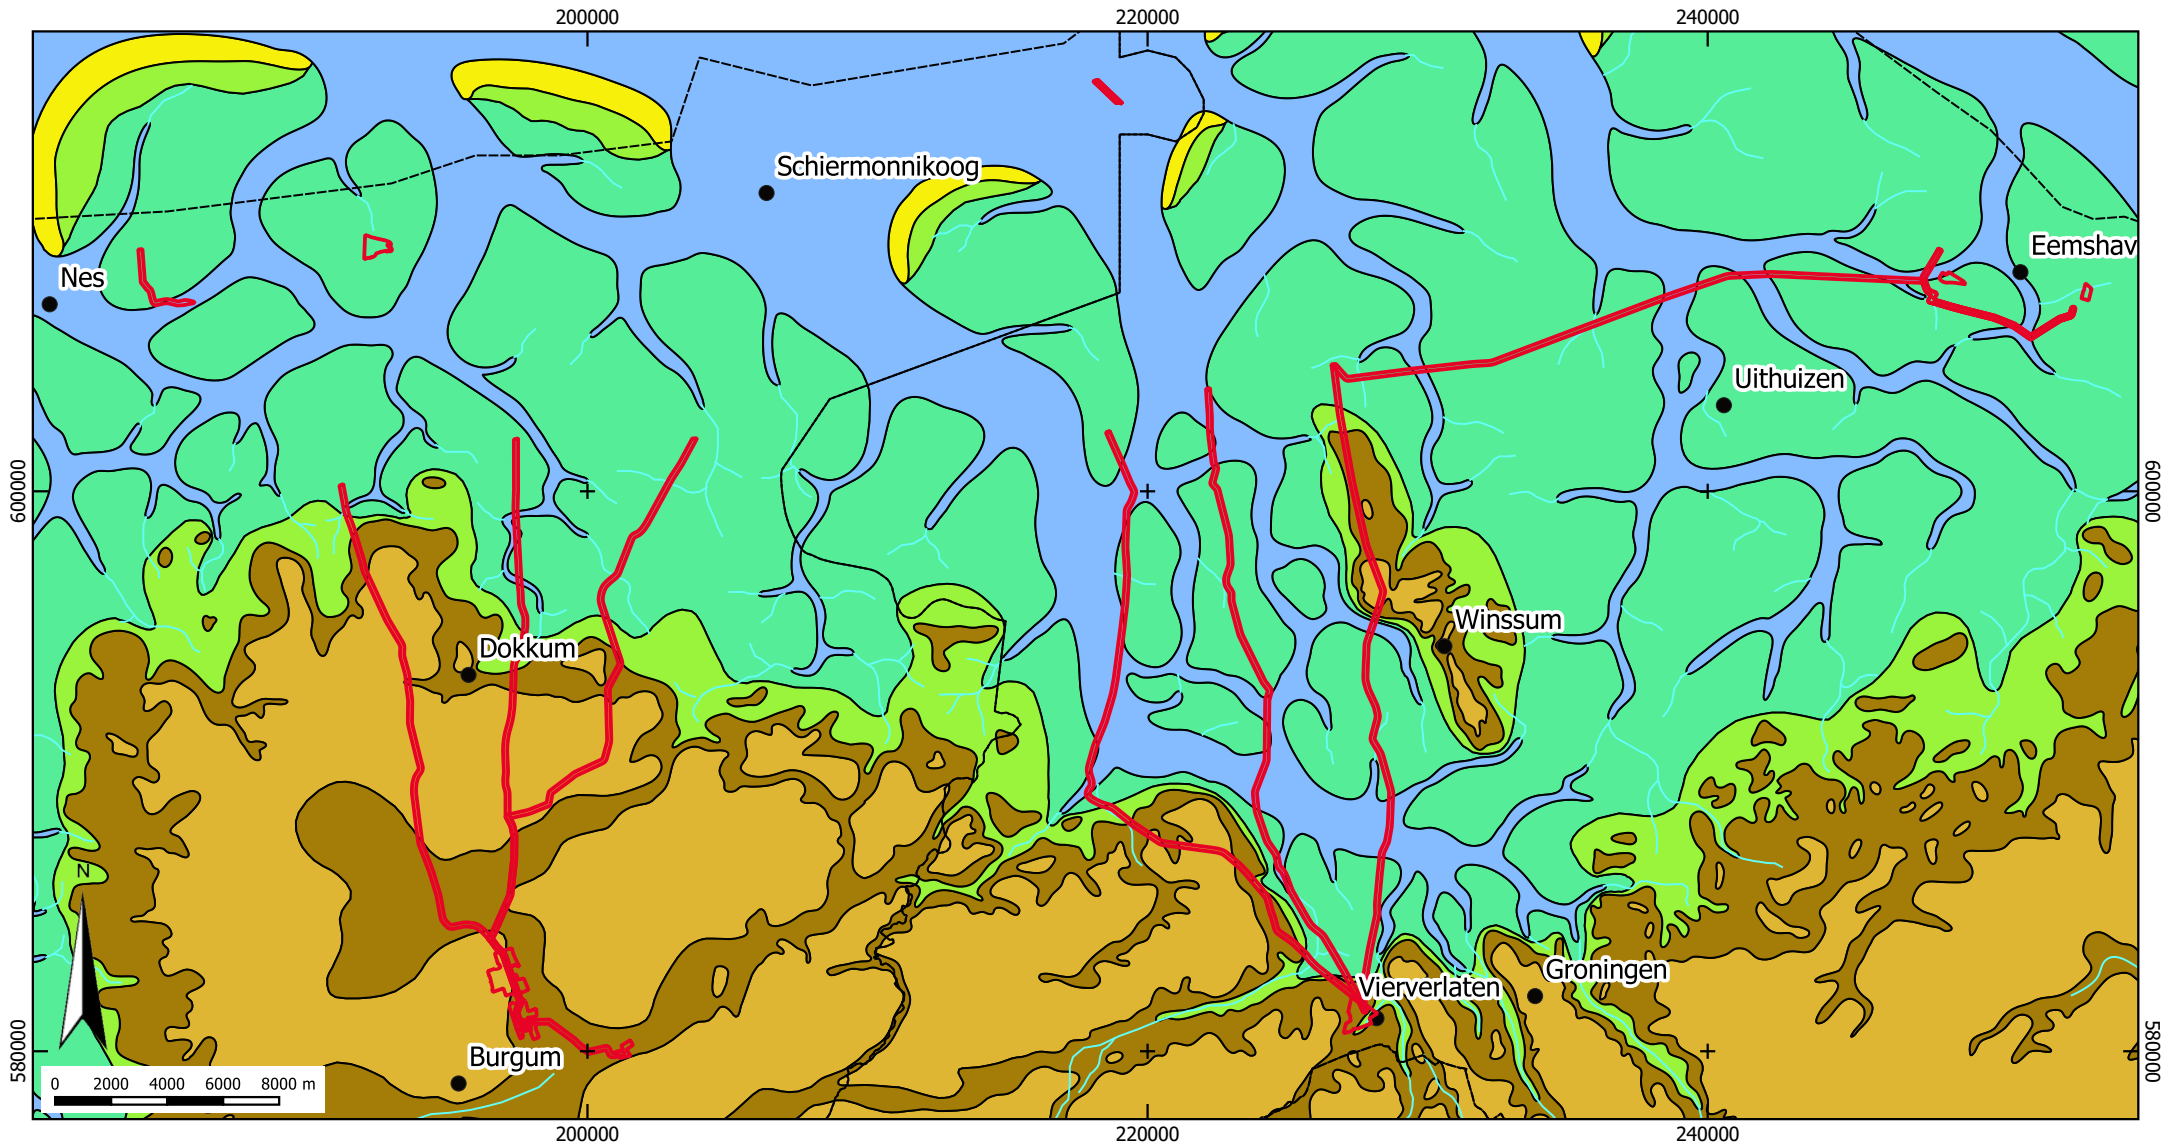 200000 220000 240000
Schiermonnikoog
Eemshav
Nes
Uithuizen
600000 600000
Winssum
Dokkum
N
Groningen
Vierverlaten
Burgum
580000 580000
0 2000 4000 6000 8000 m
200000 220000 240000